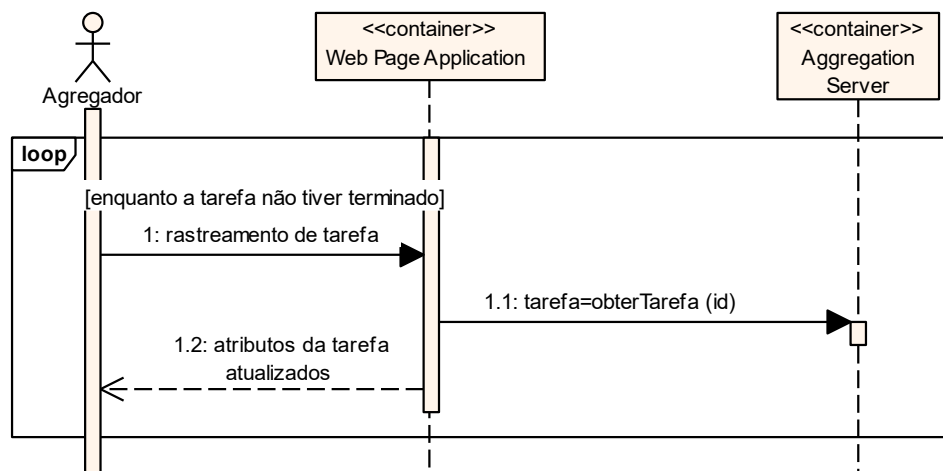 <<container>>
Web Page Application
<<container>>
Aggregation
Server
Agregador
loop
[enquanto a tarefa não tiver terminado]
1: rastreamento de tarefa
1.1: tarefa=obterTarefa (id)
1.2: atributos da tarefa
atualizados